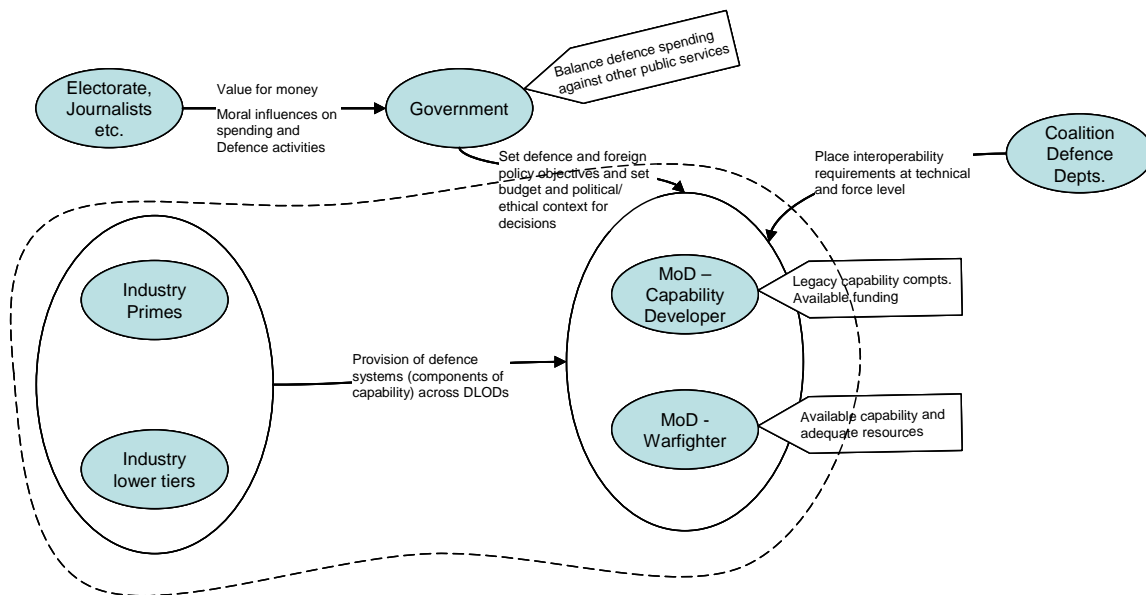 Electorate,
Journalists
etc.
Value for money
Moral influences on
spending and
Defence activities
Government
Balance defence spending
against other public services
Set defence and foreign
policy objectives and set
budget and political/
ethical context for
decisions
Place interoperability
requirements at technical
and force level
Coalition
Defence
Depts.
Industry
Primes
Industry
lower tiers
Provision of defence
systems (components of
capability) across DLODs
MoD –
Capability
Developer
Legacy capability compts.
Available funding
MoD -
Warfighter
Available capability and
adequate resources